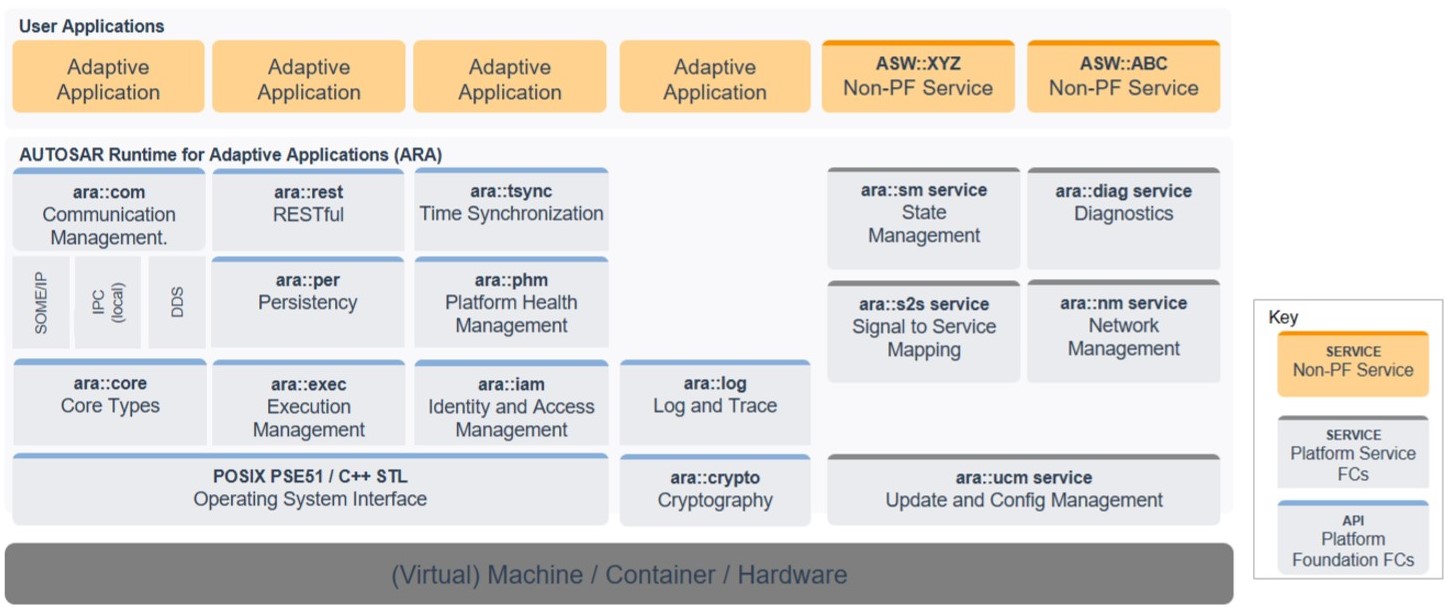 User Applications
Adaptive
Application
Adaptive
Application
Adaptive
Application
Adaptive
Application
ASW::XYZ
Non-PF Service
ASW::ABC
Non-PF Service
AUTOSAR Runtime for Adaptive Applications (ARA)
ara::com
Communication
Management.
ara::rest
RESTful
ara::tsync
Time Synchronization
ara::sm service
State
Management
ara::diag service
Diagnostics
SOME/IP
IPC
(local)
DDS
ara::per
Persistency
ara::phm
Platform Health
Management
ara::s2s service
Signal to Service
Mapping
ara::nm service
Network
Management
ara::core
Core Types
ara::exec
Execution
Management
ara::iam
Identity and Access
Management
ara::log
Log and Trace
POSIX PSE51 / C++ STL
Operating System Interface
ara::crypto
Cryptography
ara::ucm service
Update and Config Management
(Virtual) Machine / Container / Hardware
Key
SERVICE
Non-PF Service
SERVICE
Platform Service
FCs
API
Platform
Foundation FCs